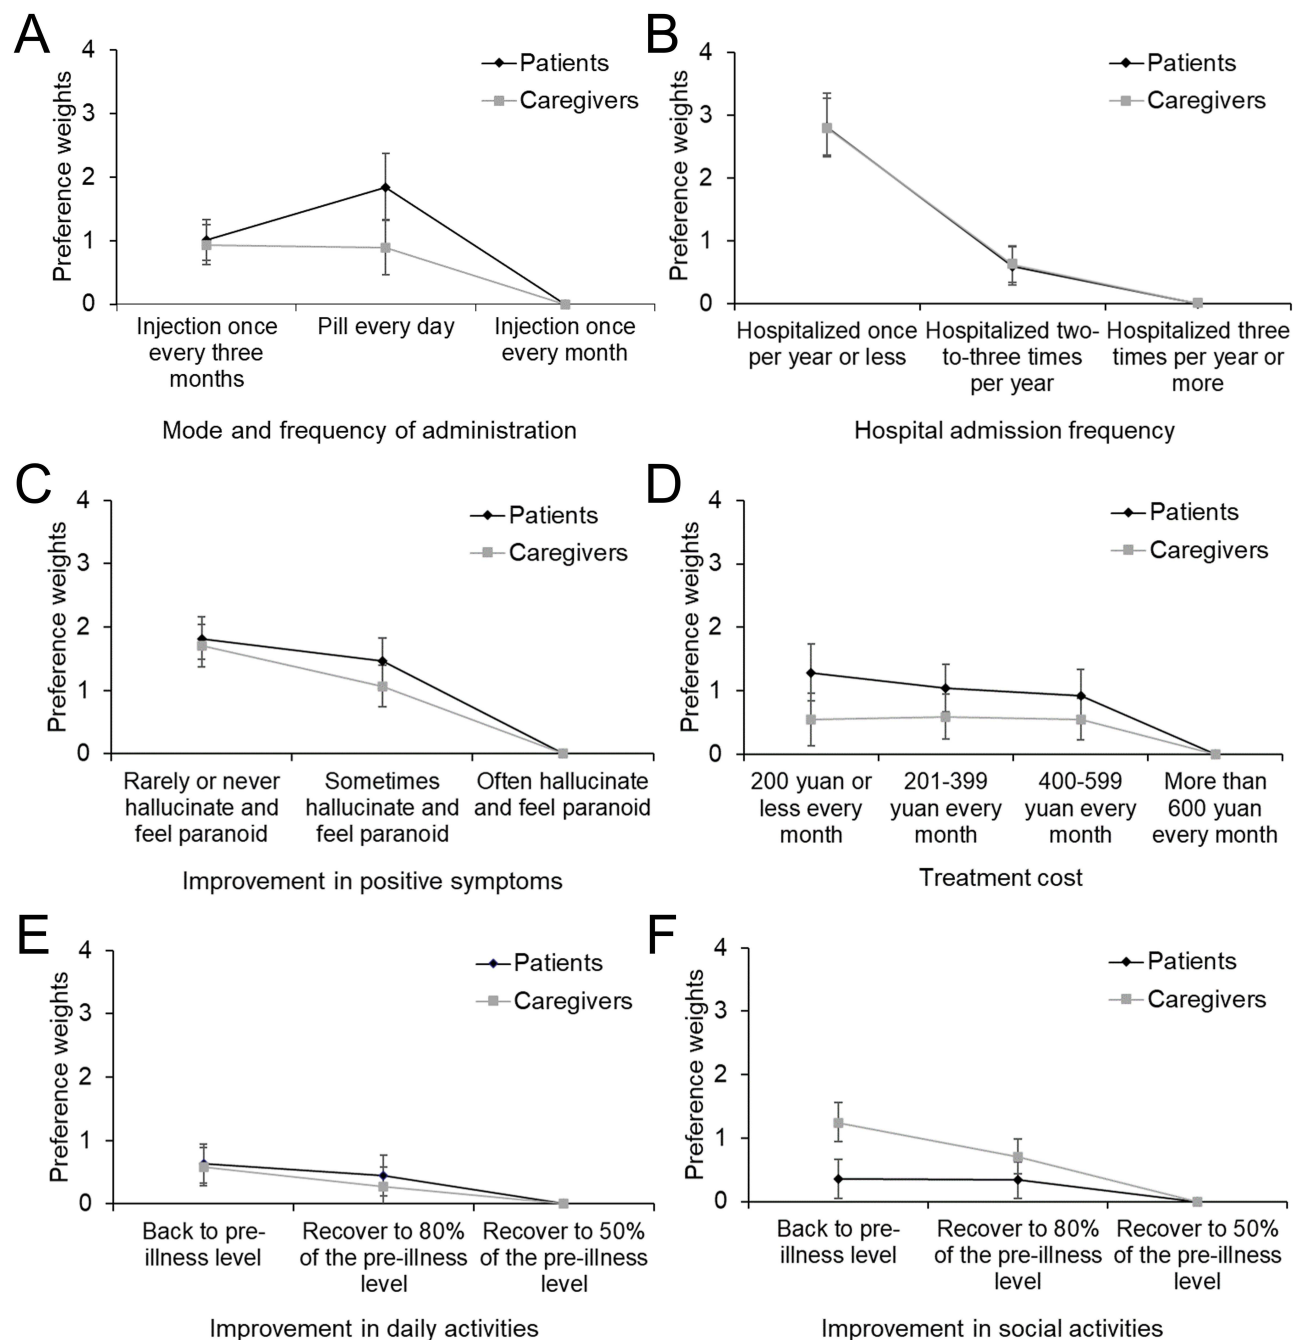 A
Preference weights
4
3
2
1
0
Patients
Caregivers
Injection once
every three
months
Pill every day
Injection once
every month
Mode and frequency of administration
B
Preference weights
4
3
2
1
0
Patients
Caregivers
Hospitalized once
per year or less
Hospitalized two-
to-three times
per year
Hospitalized three
times per year or
more
Hospital admission frequency
C
Preference weights
4
3
2
1
0
Patients
Caregivers
Rarely or never
hallucinate and
feel paranoid
Sometimes
hallucinate and
feel paranoid
Often hallucinate
and feel paranoid
Improvement in positive symptoms
D
Preference weights
4
3
2
1
0
Patients
Caregivers
200 yuan or
less every
month
201-399
yuan every
month
400-599
yuan every
month
More than
600 yuan
every month
Treatment cost
E
Preference weights
4
3
2
1
0
Patients
Caregivers
Back to pre-
illness level
Recover to 80%
of the pre-illness
level
Recover to 50%
of the pre-illness
level
Improvement in daily activities
F
Preference weights
4
3
2
1
0
Patients
Caregivers
Back to pre-
illness level
Recover to 80%
of the pre-illness
level
Recover to 50%
of the pre-illness
level
Improvement in social activities